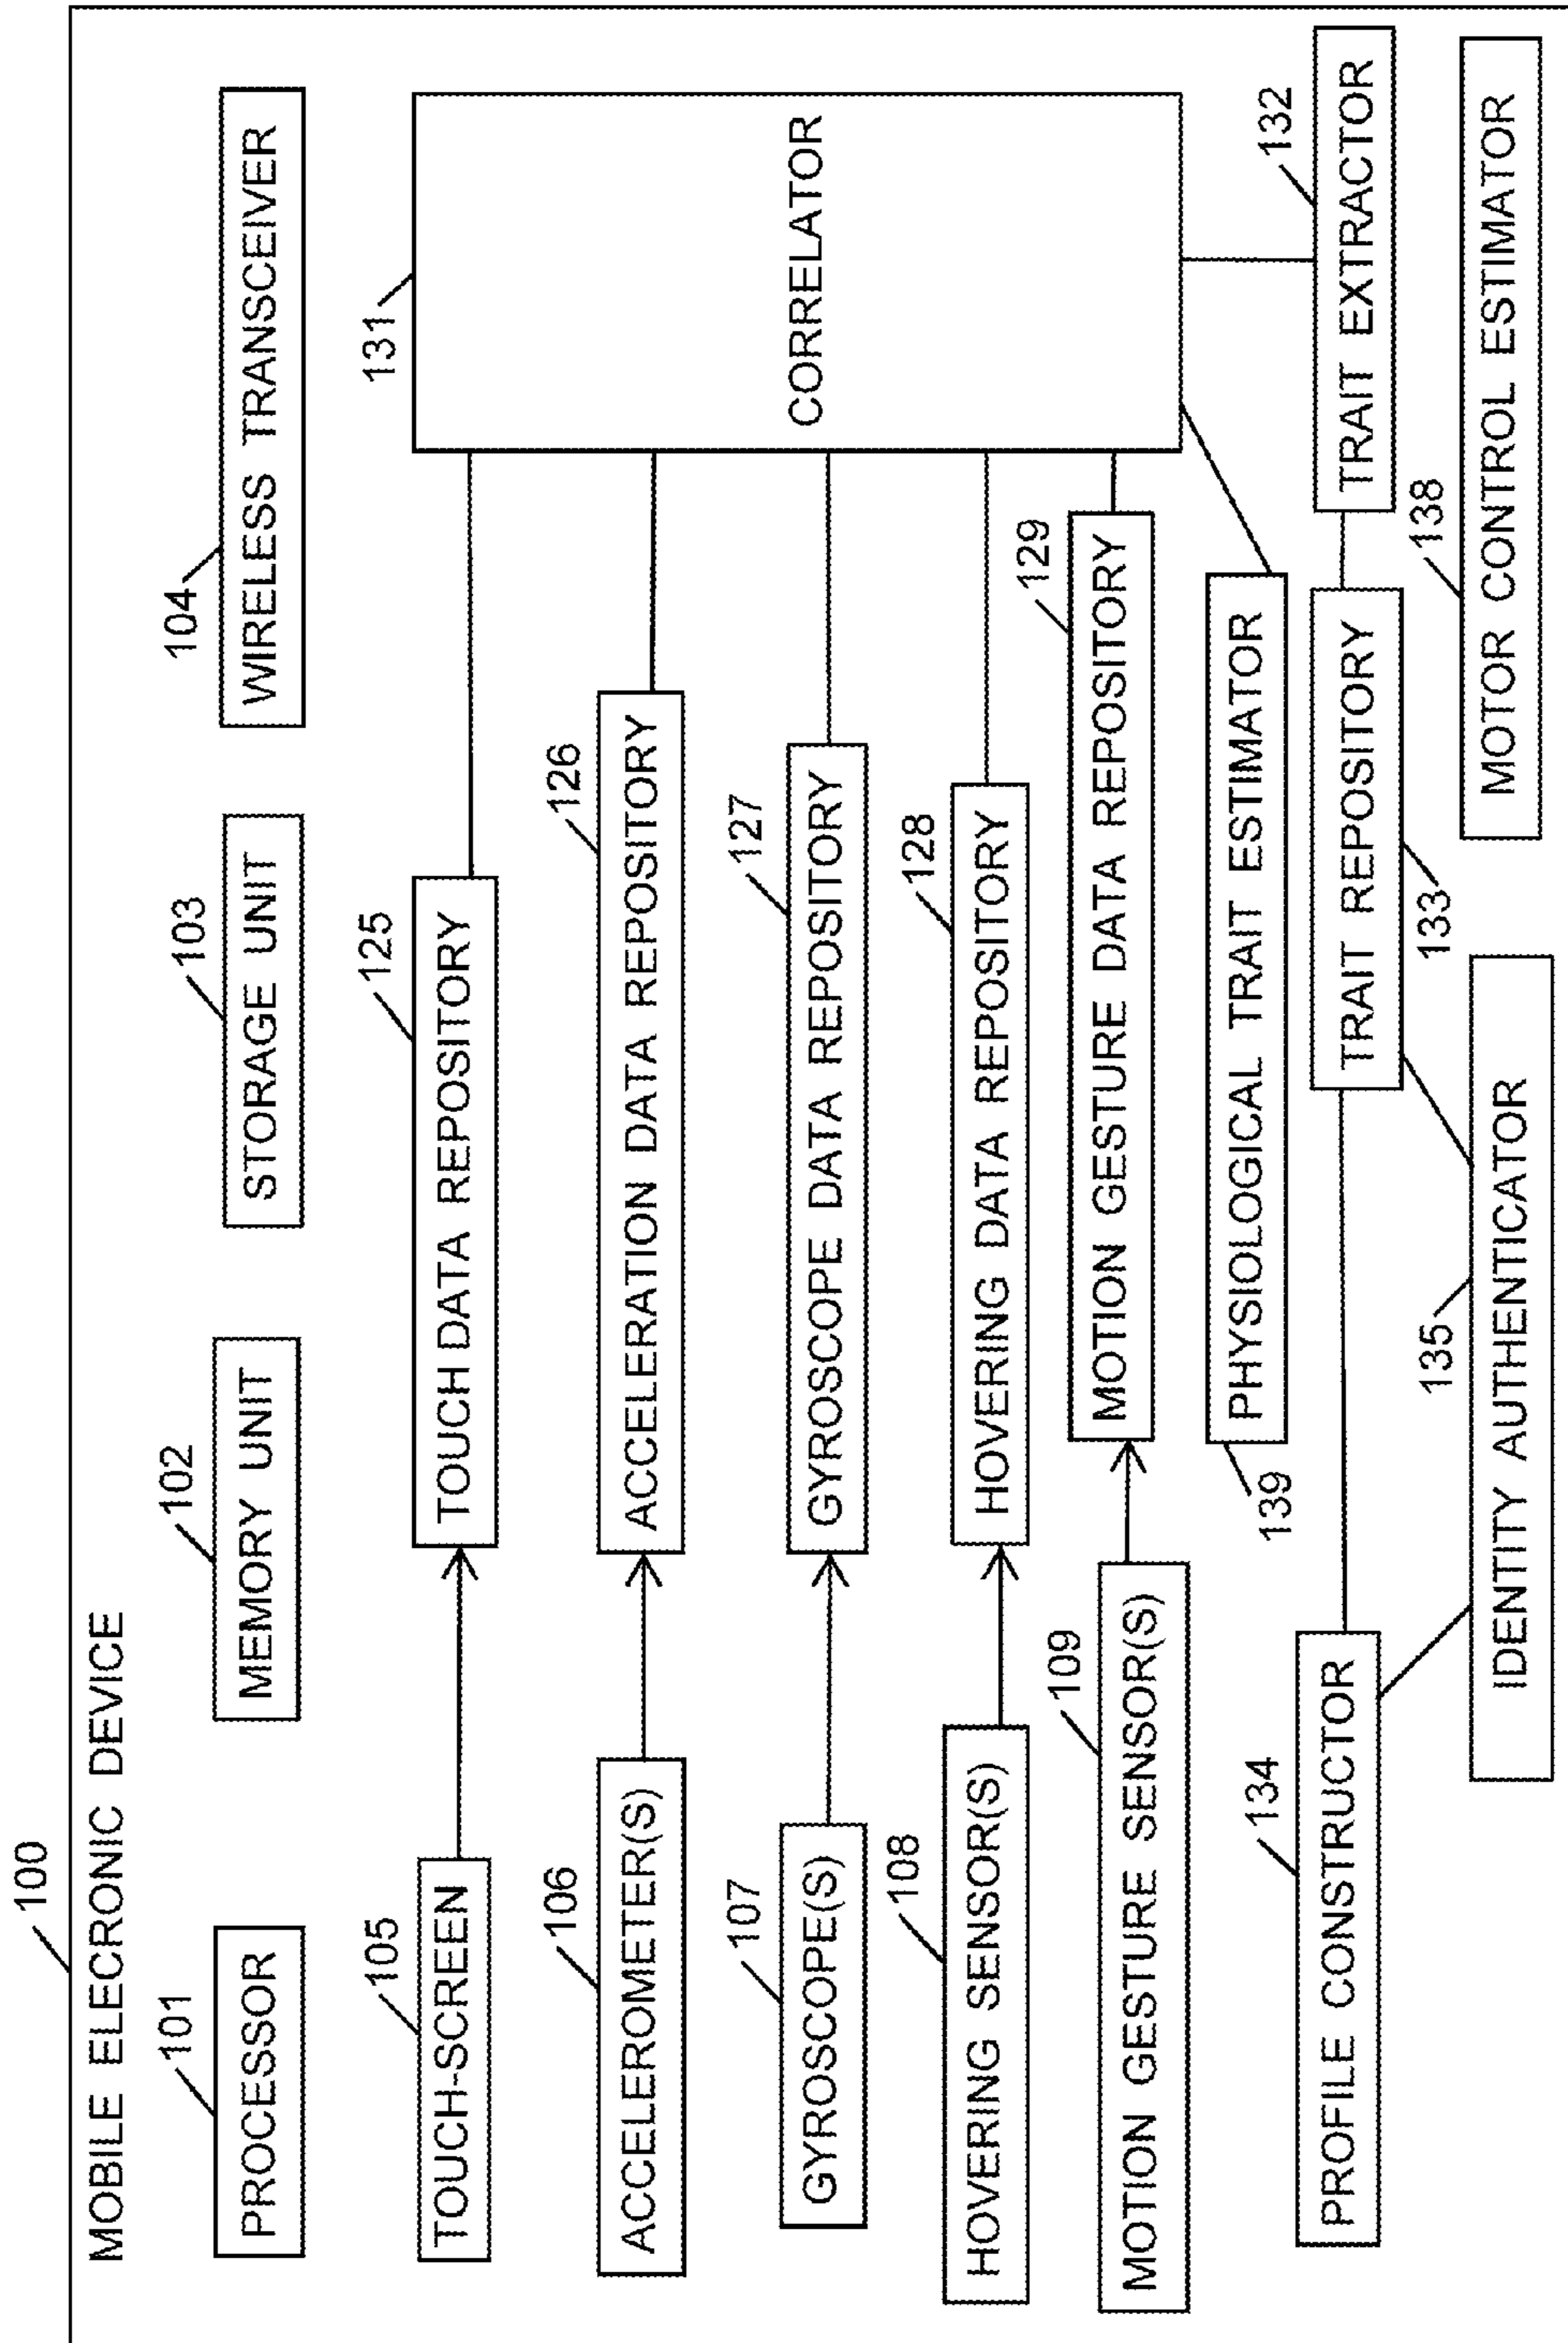 100
MOBILE ELECRONIC DEVICE
101
102
103
104
PROCESSOR
MEMORY UNIT
STORAGE UNIT
WIRELESS TRANSCEIVER
105
125
131
TOUCH-SCREEN
TOUCH DATA REPOSITORY
CORRELATOR
106
126
ACCELEROMETER(S)
ACCELERATION DATA REPOSITORY
107
127
GYROSCOPE(S)
GYROSCOPE DATA REPOSITORY
108
128
HOVERING SENSOR(S)
HOVERING DATA REPOSITORY
109
129
MOTION GESTURE SENSOR(S)
MOTION GESTURE DATA REPOSITORY
139
PHYSIOLOGICAL TRAIT ESTIMATOR
134
132
PROFILE CONSTRUCTOR
TRAIT REPOSITORY
TRAIT EXTRACTOR
135
133
138
IDENTITY AUTHENTICATOR
MOTOR CONTROL ESTIMATOR